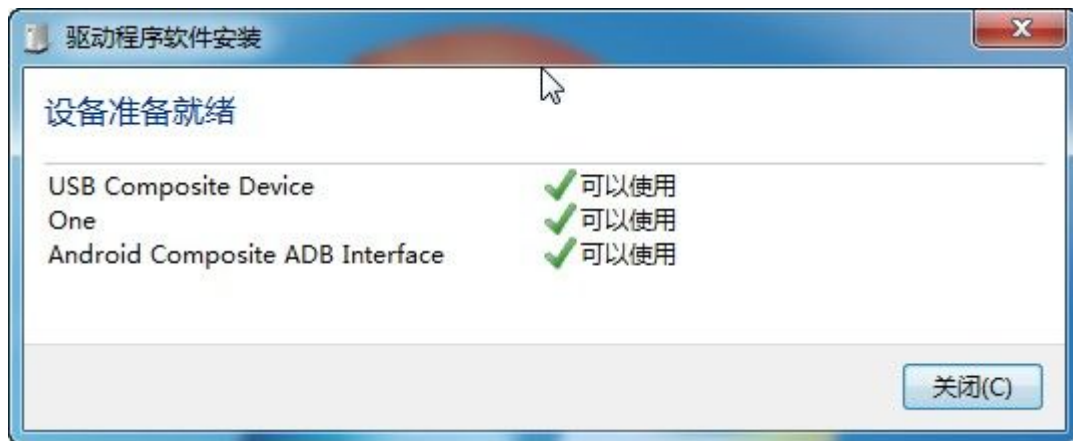 驱动程序软件安装
设备准备就绪
USB Composite Device 可以使用
One 可以使用
Android Composite ADB Interface 可以使用
关闭(C)